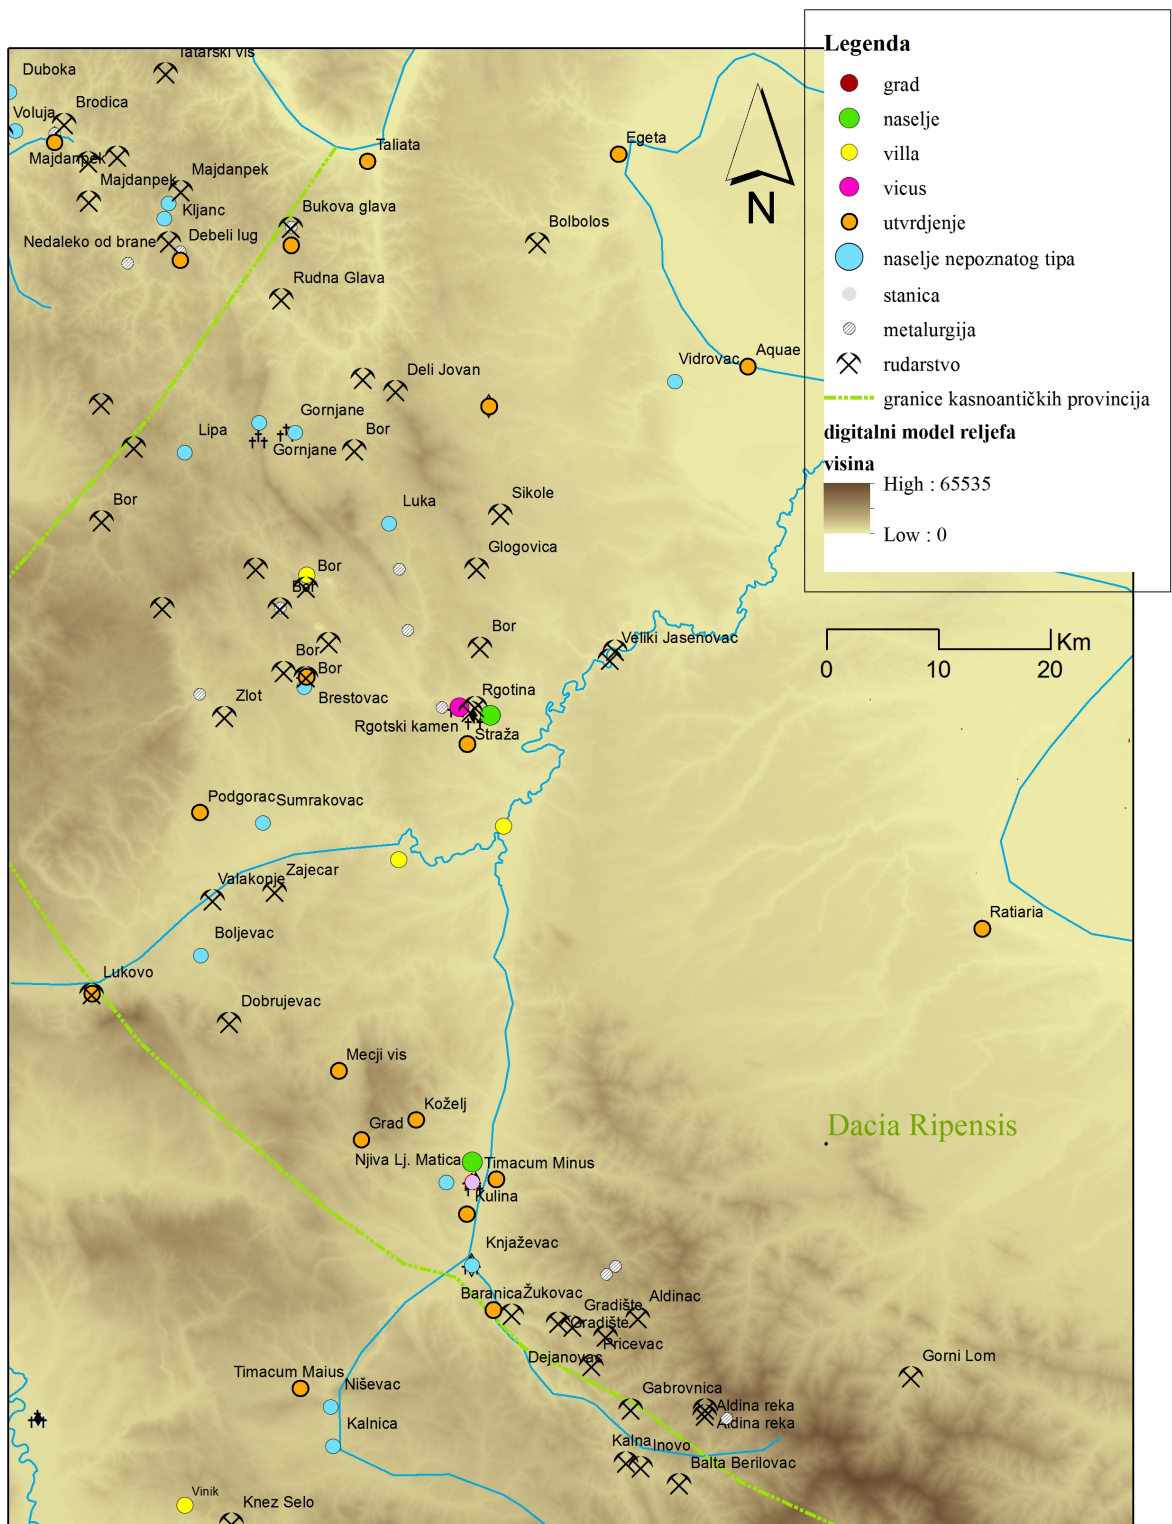 Legenda
grad
naselje
villa
vicus
utvrdjenje
naselje nepoznatog tipa
stanica
metalurgija
rudarstvo
granice kasnoantičkih provincija
digitalni model reljefa
visina
High : 65535
Low : 0
N
Km
0 10 20
Tatarski vis
Duboka
Brodica
Voluja
Taliata
Egeta
Majdanpek
Majdanpek
Majdanpek
Kljanc
Bukova glava
Bolbolos
Nedaleko od brane
Debeli lug
Rudna Glava
Vidrovac
Aquae
Deli Jovan
Gornjane
Lipa
Gornjane
Bor
Bor
Luka
Sikole
Glogovica
Bor
Bor
Bor
Veliki Jasenovac
Bor
Bor
Zlot
Brestovac
Rgotina
Rgotski kamen
Straža
Podgorac
Sumrakovac
Valakonje
Zajecar
Boljevac
Ratiaria
Lukovo
Dobrujevac
Mecji vis
Koželj
Grad
Dacia Ripensis
Njiva Lj. Matica
Timacum Minus
Kulina
Knjaževac
Baranica
Žukovac
Gradište
Aldinac
Gradište
Pricevac
Dejanovac
Gorni Lom
Timacum Maius
Niševac
Gabrovnica
Kalnica
Aldina reka
Aldina reka
Kalna
Inovo
Balta Berilovac
Vinik
Knez Selo